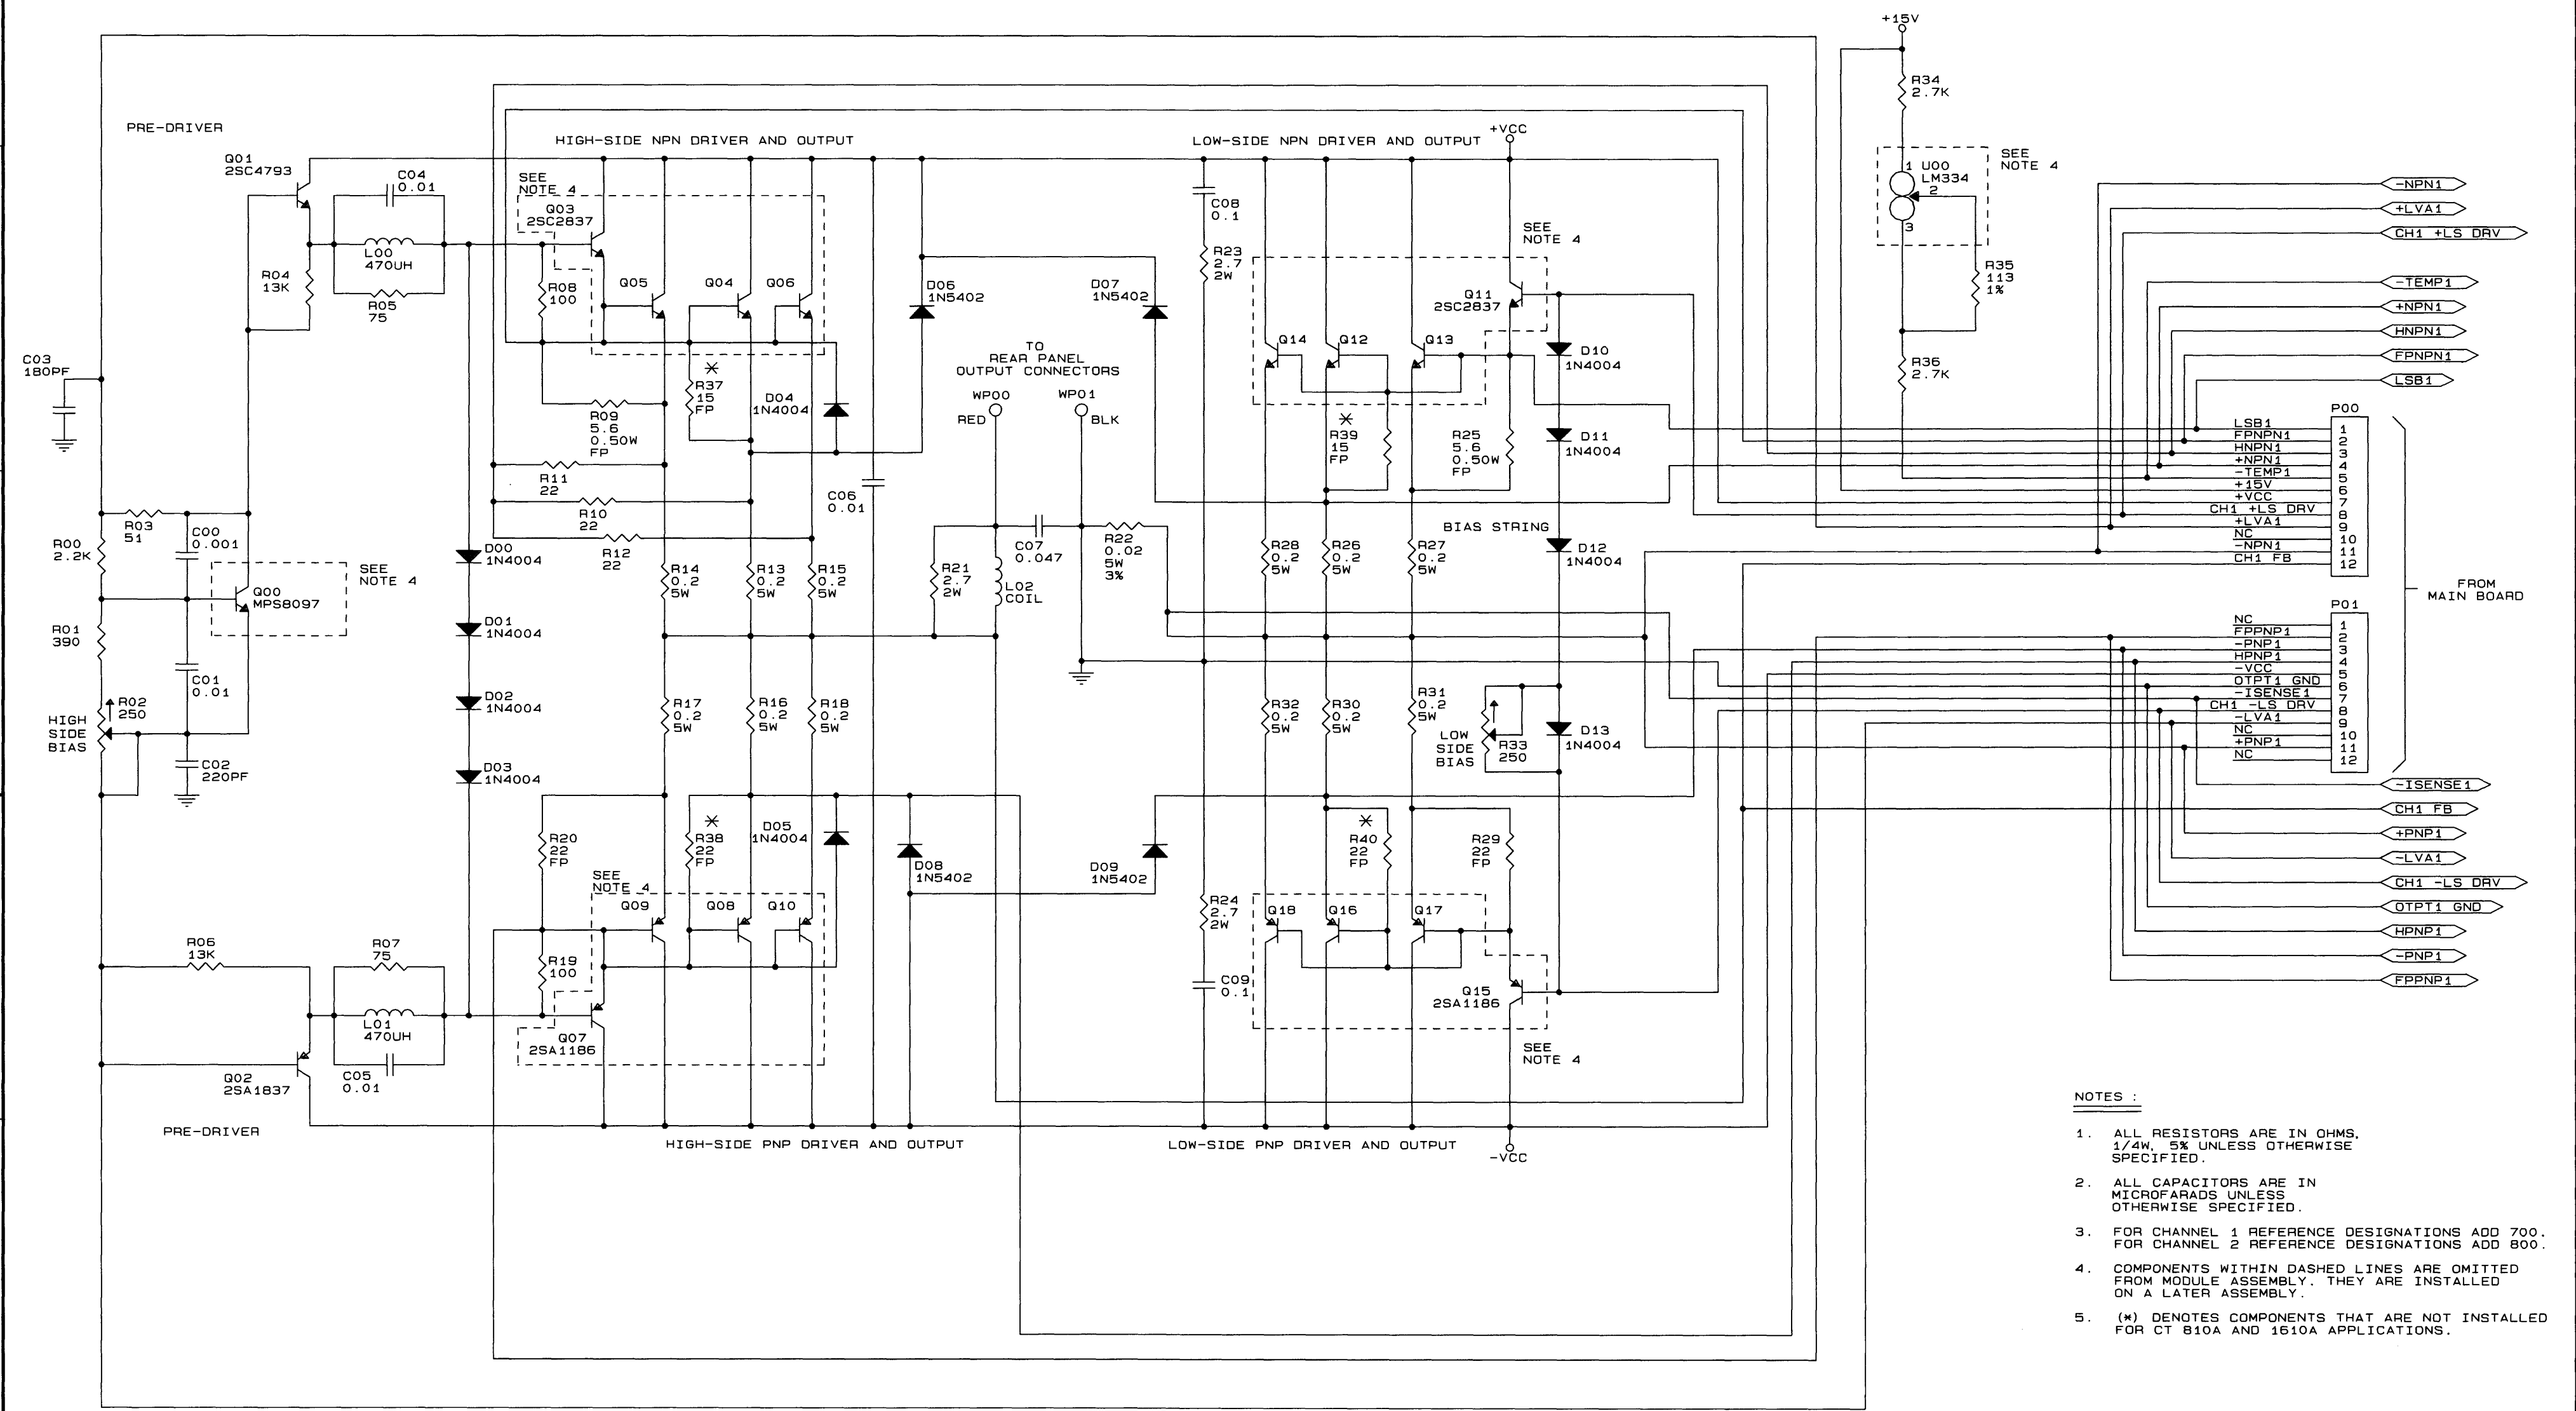 PRE-DRIVER
Q01
2SC4793
C04
0.01
L00
470UH
R04
13K
R05
75
C03
180PF
R03
51
C00
0.001
R00
2.2K
SEE
NOTE 4
Q00
MPS8097
R01
390
C01
0.01
R02
250
HIGH
SIDE
BIAS
C02
220PF
R06
13K
R07
75
L01
470UH
C05
0.01
Q02
2SA1837
PRE-DRIVER
D00
1N4004
D01
1N4004
D02
1N4004
D03
1N4004
HIGH-SIDE NPN DRIVER AND OUTPUT
SEE
NOTE 4
Q03
2SC2837
Q05
Q04
Q06
R08
100
*
R37
15
FP
D04
1N4004
R09
5.6
0.50W
FP
R11
22
R10
22
R12
22
R14
0.2
5W
R13
0.2
5W
R15
0.2
5W
R17
0.2
5W
R16
0.2
5W
R18
0.2
5W
R20
22
FP
*
R38
22
FP
D05
1N4004
SEE
NOTE 4
Q09
Q08
Q10
R19
100
Q07
2SA1186
HIGH-SIDE PNP DRIVER AND OUTPUT
C06
0.01
D06
1N5402
D07
1N5402
D08
1N5402
D09
1N5402
TO
REAR PANEL
OUTPUT CONNECTORS
WP00
RED
WP01
BLK
R21
2.7
2W
L02
COIL
C07
0.047
R22
0.02
5W
3%
C08
0.1
R23
2.7
2W
R24
2.7
2W
C09
0.1
LOW-SIDE NPN DRIVER AND OUTPUT
+VCC
SEE
NOTE 4
Q11
2SC2837
Q14
Q12
Q13
*
R39
15
FP
R25
5.6
0.50W
FP
D10
1N4004
D11
1N4004
BIAS STRING
D12
1N4004
R28
0.2
5W
R26
0.2
5W
R27
0.2
5W
R32
0.2
5W
R30
0.2
5W
R31
0.2
5W
LOW
SIDE
BIAS
R33
250
D13
1N4004
*
R40
22
FP
R29
22
FP
Q18
Q16
Q17
Q15
2SA1186
SEE
NOTE 4
LOW-SIDE PNP DRIVER AND OUTPUT
-VCC
+15V
R34
2.7K
1
U00
LM334
2
3
SEE
NOTE 4
R35
113
1%
R36
2.7K
-NPN1
+LVA1
CH1 +LS DRV
-TEMP1
+NPN1
HNPN1
FPNPN1
LSB1
P00
LSB1 1
FPNPN1 2
HNPN1 3
+NPN1 4
-TEMP1 5
+15V 6
+VCC 7
CH1 +LS DRV 8
+LVA1 9
NC 10
-NPN1 11
CH1 FB 12
FROM
MAIN BOARD
P01
NC 1
FPPNP1 2
-PNP1 3
HPNP1 4
-VCC 5
OTPT1 GND 6
-ISENSE1 7
CH1 -LS DRV 8
-LVA1 9
NC 10
+PNP1 11
NC 12
-ISENSE1
CH1 FB
+PNP1
-LVA1
CH1 -LS DRV
OTPT1 GND
HPNP1
-PNP1
FPPNP1
NOTES :
1. ALL RESISTORS ARE IN OHMS,
1/4W, 5% UNLESS OTHERWISE
SPECIFIED.
2. ALL CAPACITORS ARE IN
MICROFARADS UNLESS
OTHERWISE SPECIFIED.
3. FOR CHANNEL 1 REFERENCE DESIGNATIONS ADD 700.
FOR CHANNEL 2 REFERENCE DESIGNATIONS ADD 800.
4. COMPONENTS WITHIN DASHED LINES ARE OMITTED
FROM MODULE ASSEMBLY. THEY ARE INSTALLED
ON A LATER ASSEMBLY.
5. (*) DENOTES COMPONENTS THAT ARE NOT INSTALLED
FOR CT 810A AND 1610A APPLICATIONS.